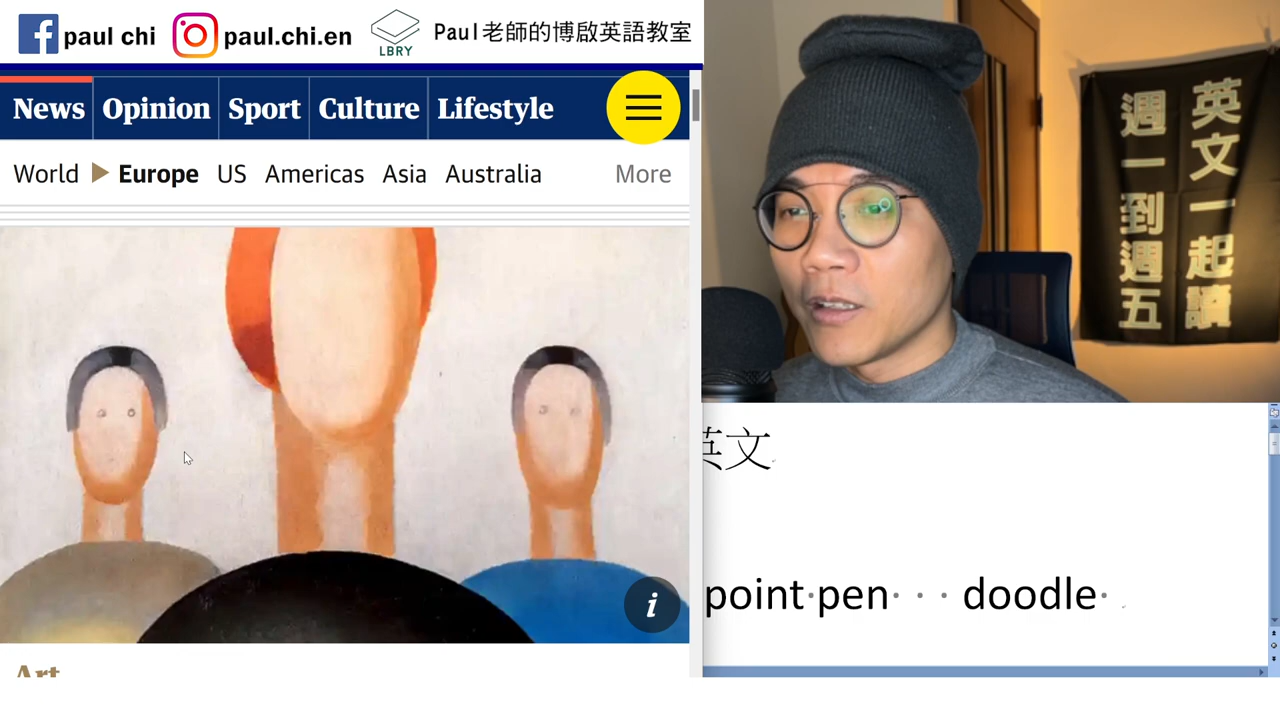 paul chi
paul.chi.en
LBRY
Paul老師的博啟英語教室
News Opinion Sport Culture Lifestyle
World Europe US Americas Asia Australia More
i
Art
英文一起讀
週一到週五
英文
point pen doodle